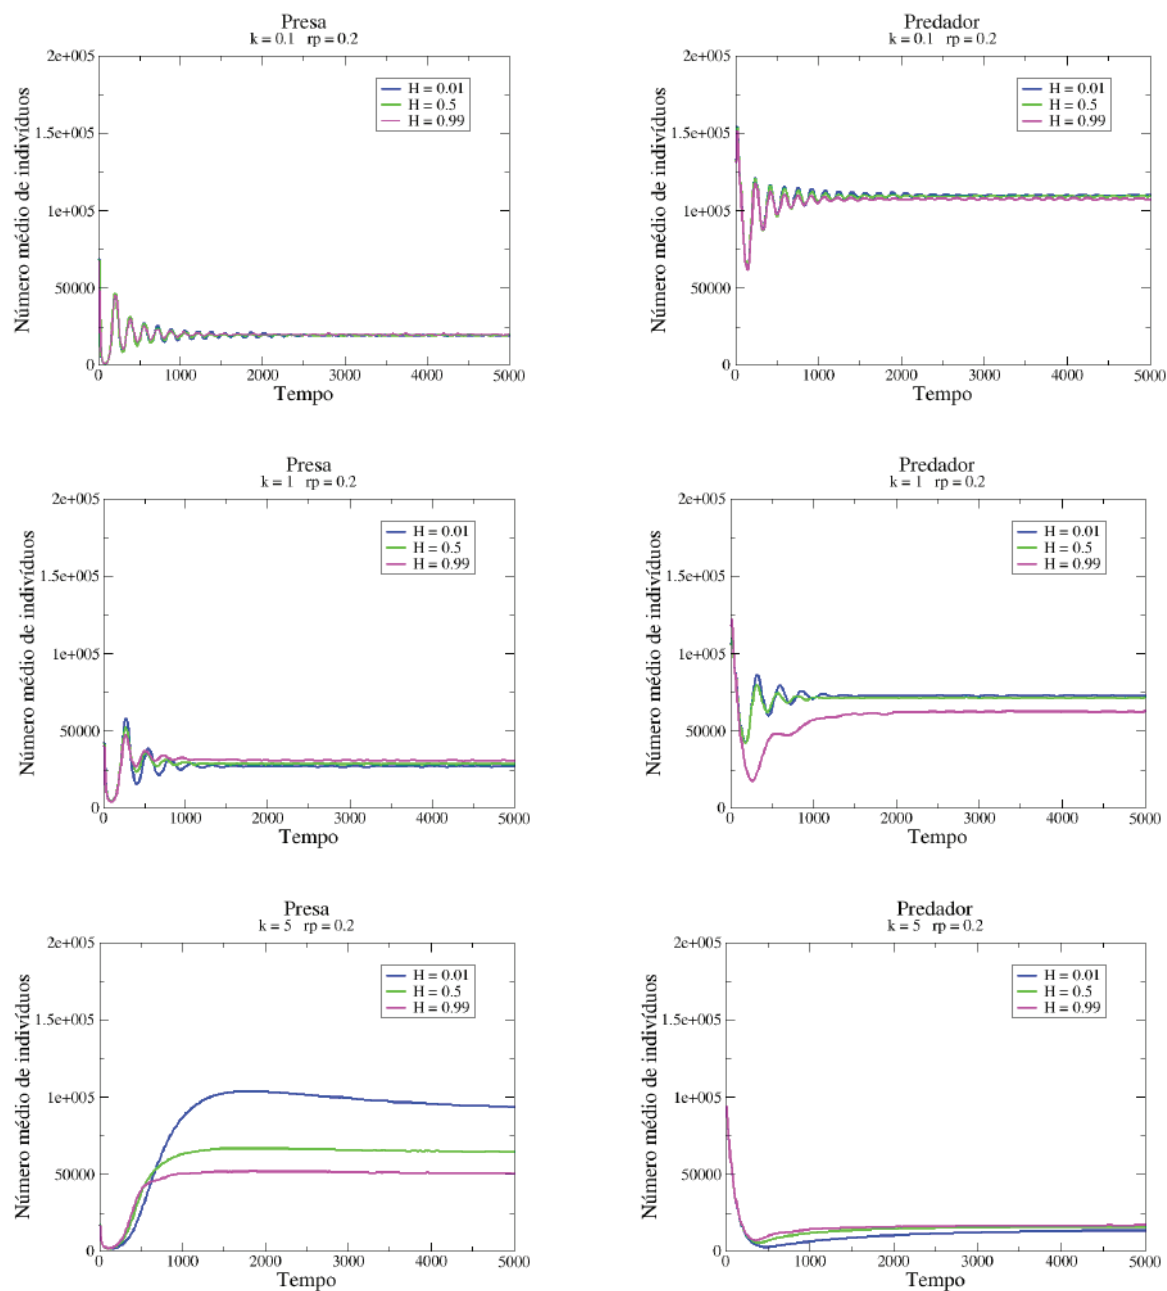 Presa
k = 0.1 rp = 0.2
2e+005
1.5e+005
1e+005
50000
0
Número médio de indivíduos
H = 0.01
H = 0.5
H = 0.99
0 1000 2000 3000 4000 5000
Tempo
Predador
k = 0.1 rp = 0.2
2e+005
1.5e+005
1e+005
50000
0
Número médio de indivíduos
H = 0.01
H = 0.5
H = 0.99
0 1000 2000 3000 4000 5000
Tempo
Presa
k = 1 rp = 0.2
2e+005
1.5e+005
1e+005
50000
0
Número médio de indivíduos
H = 0.01
H = 0.5
H = 0.99
0 1000 2000 3000 4000 5000
Tempo
Predador
k = 1 rp = 0.2
2e+005
1.5e+005
1e+005
50000
0
Número médio de indivíduos
H = 0.01
H = 0.5
H = 0.99
0 1000 2000 3000 4000 5000
Tempo
Presa
k = 5 rp = 0.2
2e+005
1.5e+005
1e+005
50000
0
Número médio de indivíduos
H = 0.01
H = 0.5
H = 0.99
0 1000 2000 3000 4000 5000
Tempo
Predador
k = 5 rp = 0.2
2e+005
1.5e+005
1e+005
50000
0
Número médio de indivíduos
H = 0.01
H = 0.5
H = 0.99
0 1000 2000 3000 4000 5000
Tempo